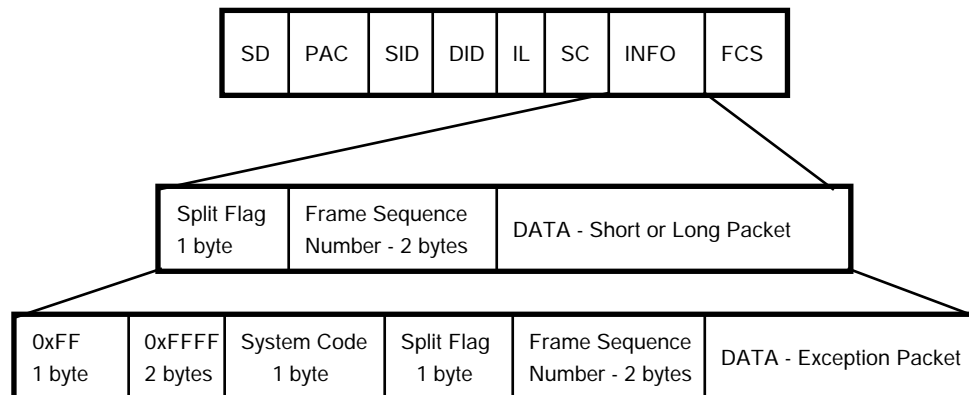 SD PAC SID DID IL SC INFO FCS
Split Flag
1 byte
Frame Sequence
Number - 2 bytes
DATA - Short or Long Packet
0xFF
1 byte
0xFFFF
2 bytes
System Code
1 byte
Split Flag
1 byte
Frame Sequence
Number - 2 bytes
DATA - Exception Packet